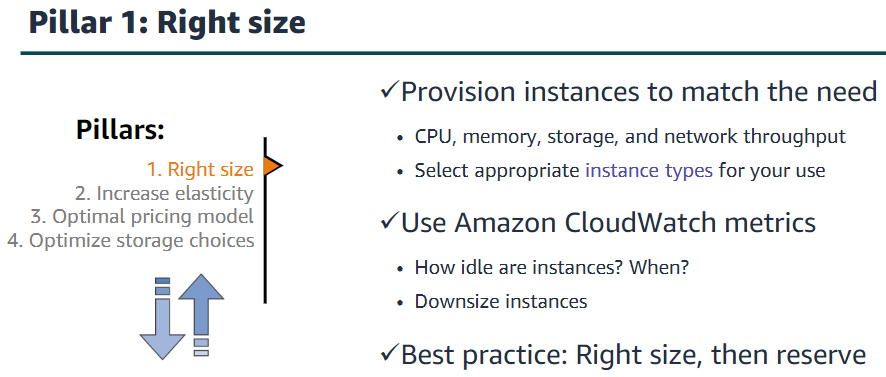 Pillar 1: Right size
Pillars:
1. Right size
2. Increase elasticity
3. Optimal pricing model
4. Optimize storage choices
✓Provision instances to match the need
• CPU, memory, storage, and network throughput
• Select appropriate instance types for your use
✓Use Amazon CloudWatch metrics
• How idle are instances? When?
• Downsize instances
✓Best practice: Right size, then reserve